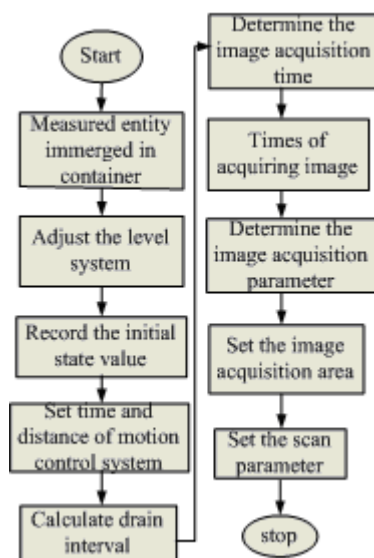 Start
Measured entity
immerged in
container
Adjust the level
system
Record the initial
state value
Set time and
distance of motion
control system
Calculate drain
interval
Determine the
image acquisition
time
Times of
acquiring image
Determine the
image acquisition
parameter
Set the image
acquisition area
Set the scan
parameter
stop